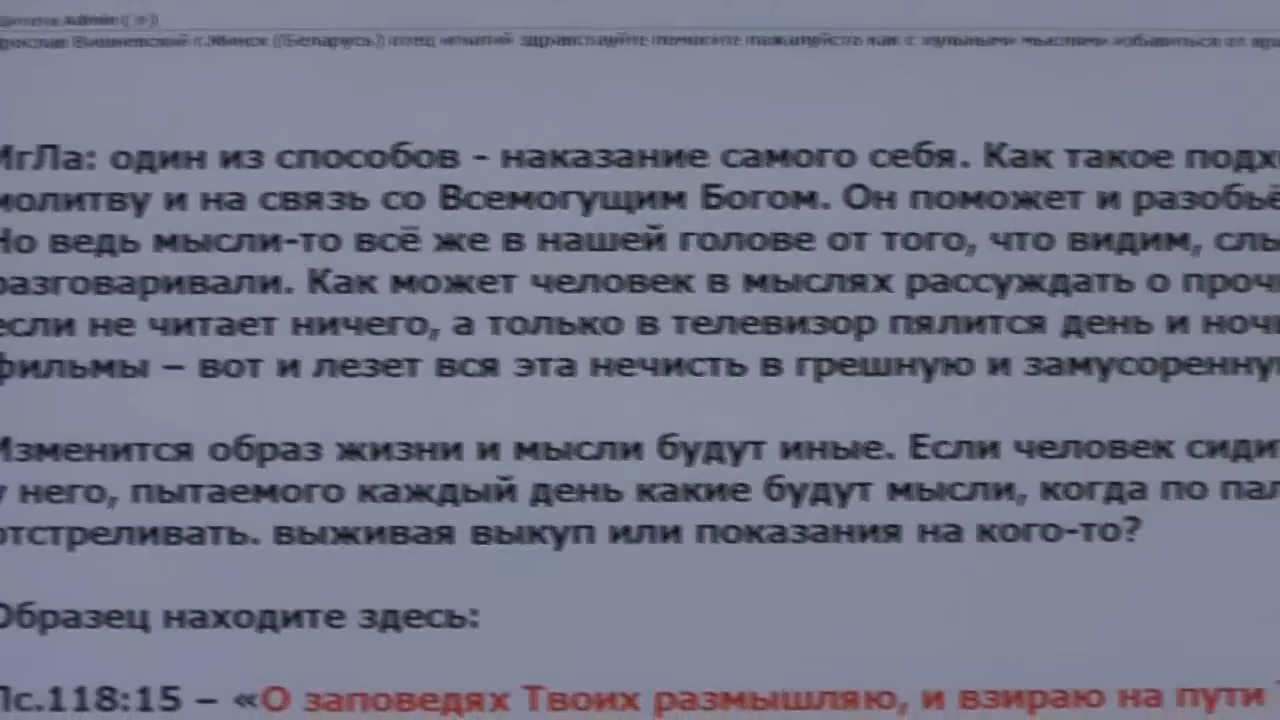 Admin
ИгЛа: один из способов - наказание самого себя. Как такое подх
молитву и на связь со Всемогущим Богом. Он поможет и разобьё
Но ведь мысли-то всё же в нашей голове от того, что видим, слы
разговаривали. Как может человек в мыслях рассуждать о проч
если не читает ничего, а только в телевизор пялится день и ноч
фильмы – вот и лезет вся эта нечисть в грешную и замусоренну
Изменится образ жизни и мысли будут иные. Если человек сиди
у него, пытаемого каждый день какие будут мысли, когда по пал
отстреливать. выживая выкуп или показания на кого-то?
Образец находите здесь:
Пс.118:15 – «О заповедях Твоих размышляю, и взираю на пути